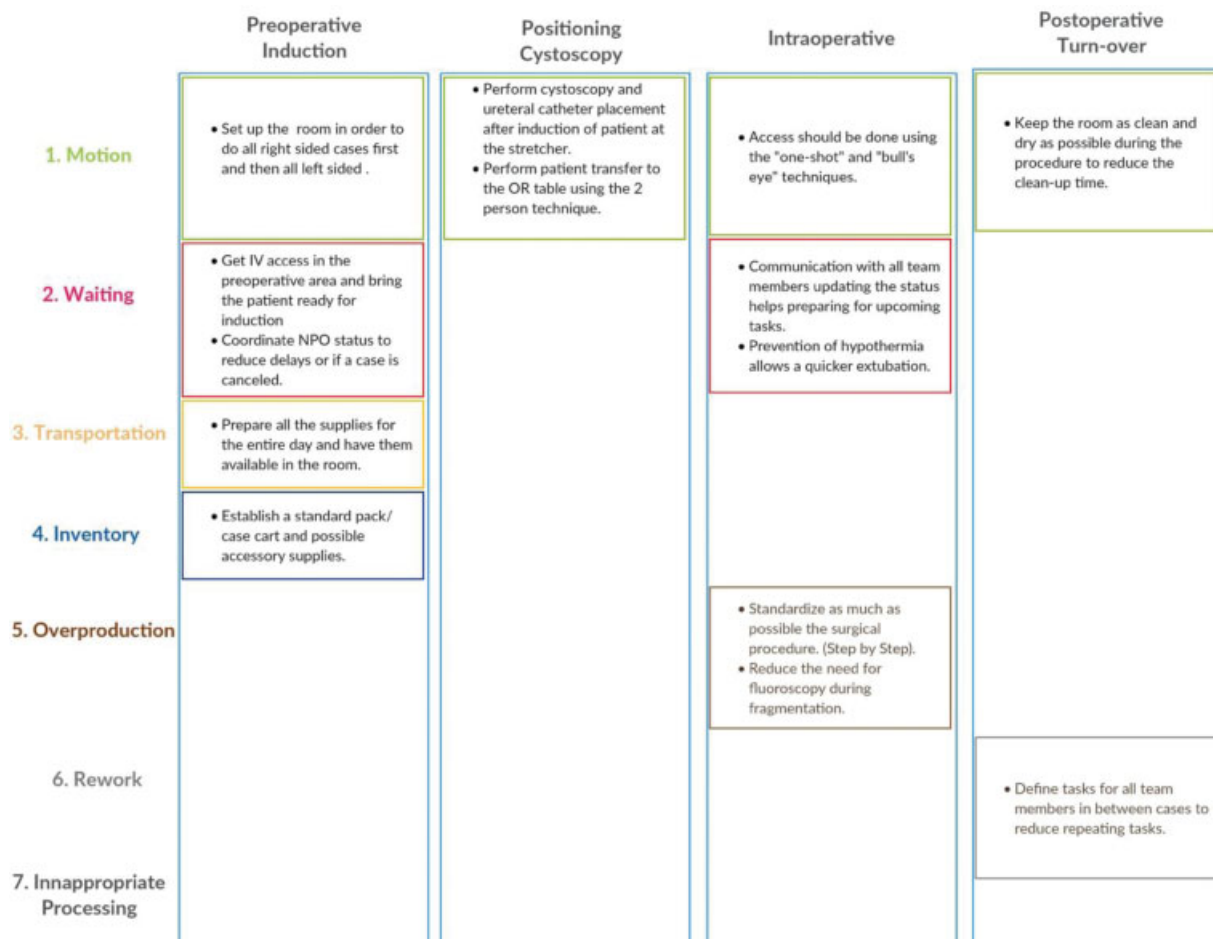 Preoperative
Induction
Positioning
Cystoscopy
Intraoperative
Postoperative
Turn-over
1. Motion
• Set up the room in order to
do all right sided cases first
and then all left sided .
• Perform cystoscopy and
ureteral catheter placement
after induction of patient at
the stretcher.
• Perform patient transfer to
the OR table using the 2
person technique.
• Access should be done using
the "one-shot" and "bull's
eye" techniques.
• Keep the room as clean and
dry as possible during the
procedure to reduce the
clean-up time.
2. Waiting
• Get IV access in the
preoperative area and bring
the patient ready for
induction
• Coordinate NPO status to
reduce delays or if a case is
canceled.
• Communication with all team
members updating the status
helps preparing for upcoming
tasks.
• Prevention of hypothermia
allows a quicker extubation.
3. Transportation
• Prepare all the supplies for
the entire day and have them
available in the room.
4. Inventory
• Establish a standard pack/
case cart and possible
accessory supplies.
5. Overproduction
• Standardize as much as
possible the surgical
procedure. (Step by Step).
• Reduce the need for
fluoroscopy during
fragmentation.
6. Rework
• Define tasks for all team
members in between cases to
reduce repeating tasks.
7. Innappropriate
Processing